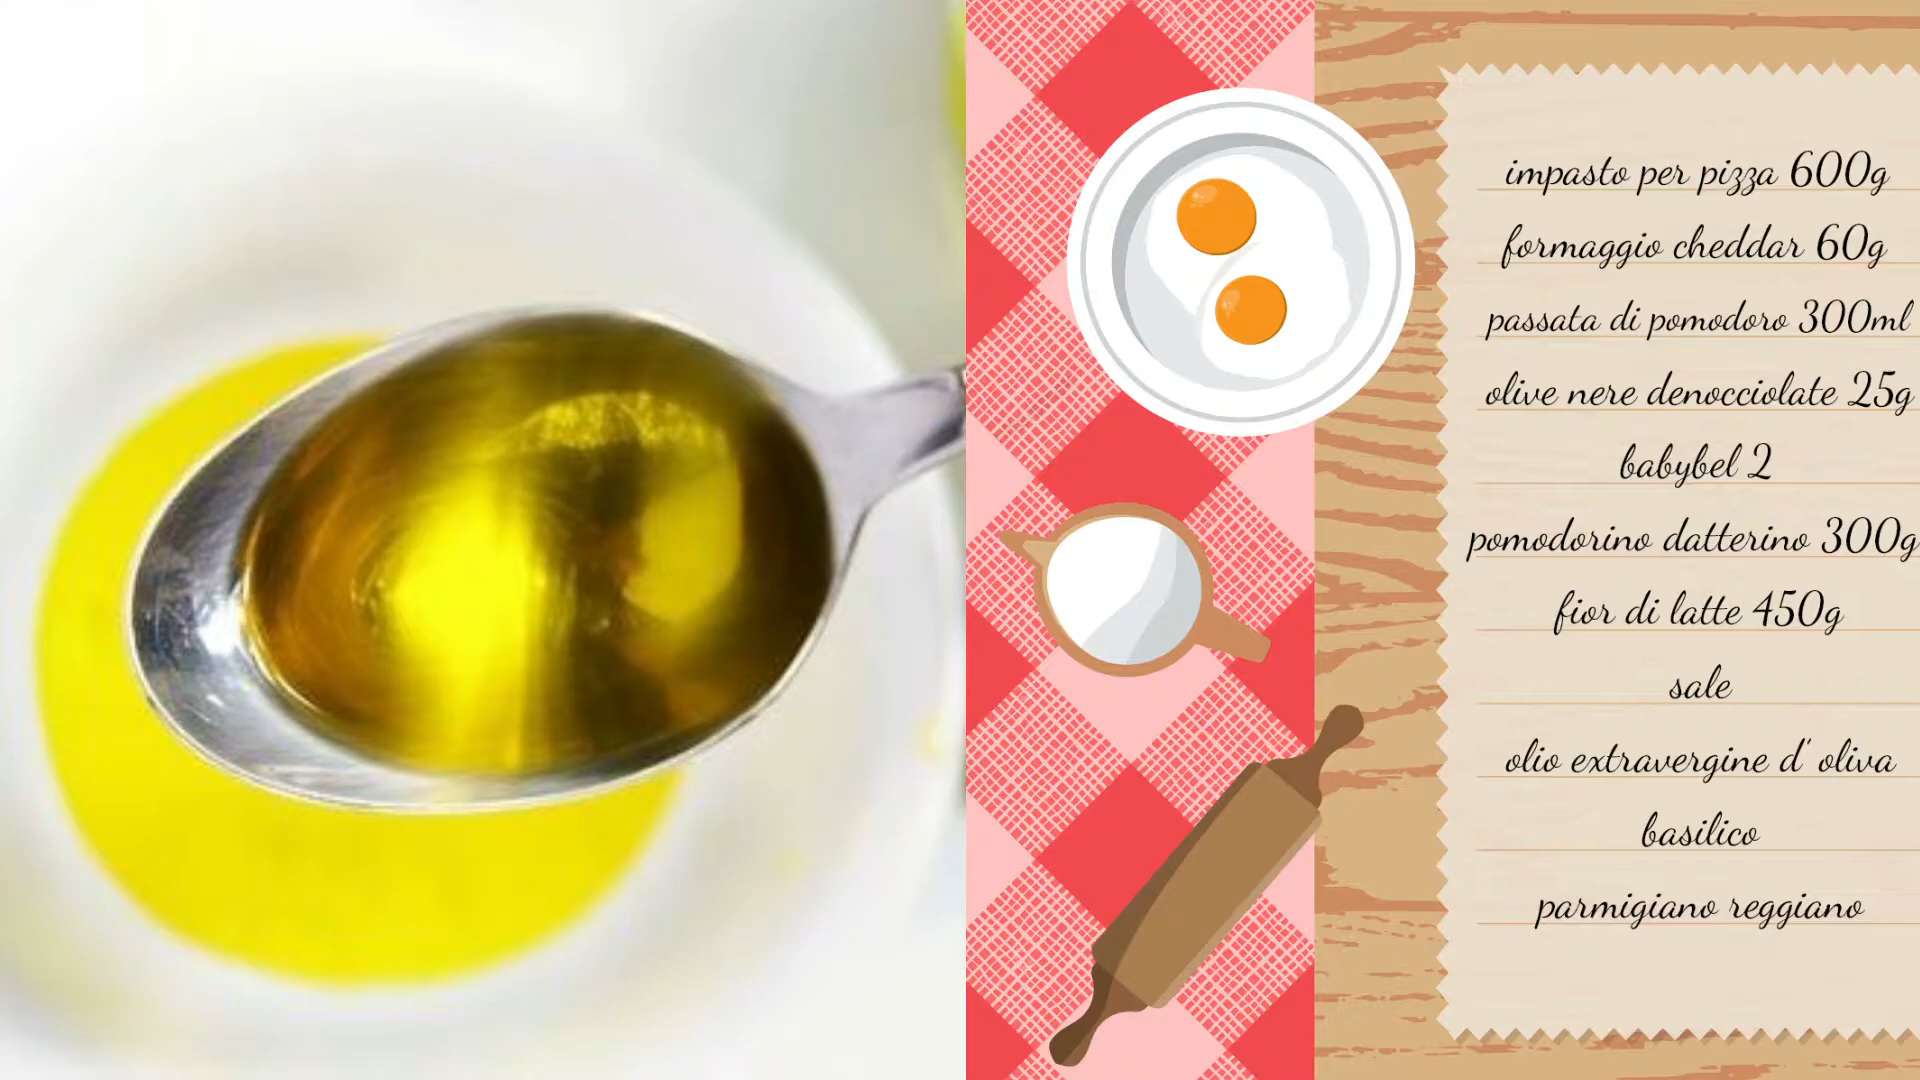 impasto per pizza 600g
formaggio cheddar 60g
passata di pomodoro 300ml
olive nere denocciolate 25g
babybel 2
pomodorino datterino 300g
fior di latte 450g
sale
olio extravergine d' oliva
basilico
parmigiano reggiano